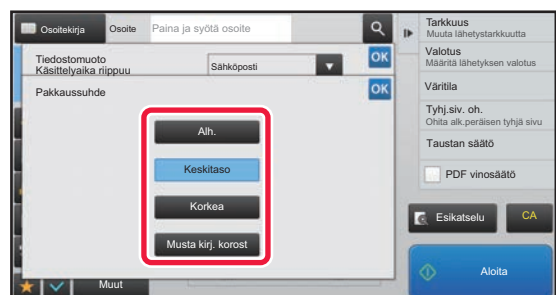 Osoitekirja
Osoite
Paina ja syötä osoite
Tiedostomuoto
Käsittelyaika riippuu
Sähköposti
OK
Pakkaussuhde
OK
Alh.
Keskitaso
Korkea
Musta kirj. korost
Muut
Tarkkuus
Muuta lähetystarkkuutta
Valotus
Määritä lähetyksen valotus
Väritila
Tyhj.siv. oh.
Ohita alk.peräisen tyhjä sivu
Taustan säätö
PDF vinosäätö
Esikatselu
CA
Aloita